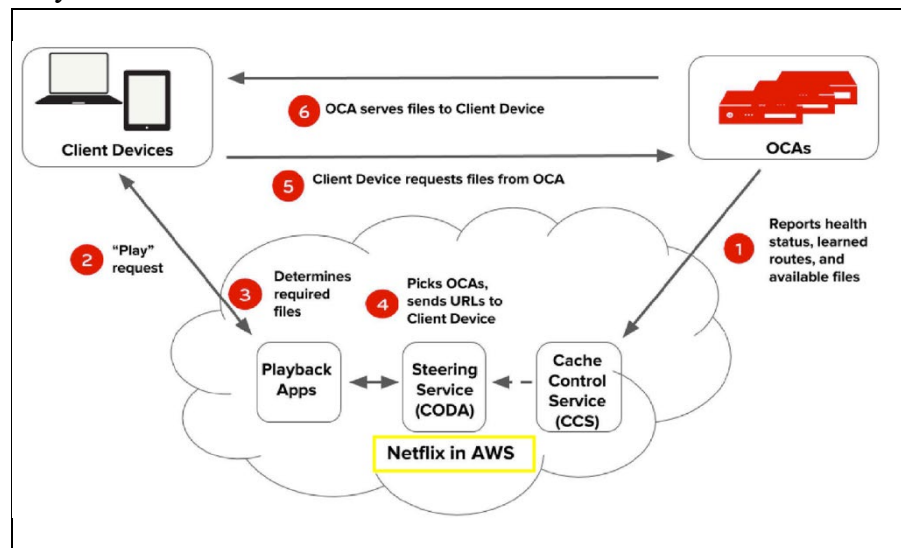 6 OCA serves files to Client Device
Client Devices
OCAs
5 Client Device requests files from OCA
1 Reports health
status, learned
routes, and
available files
2 “Play”
request
3 Determines
required
files
4 Picks OCAs,
sends URLs to
Client Device
Playback
Apps
Steering
Service
(CODA)
Cache
Control
Service
(CCS)
Netflix in AWS